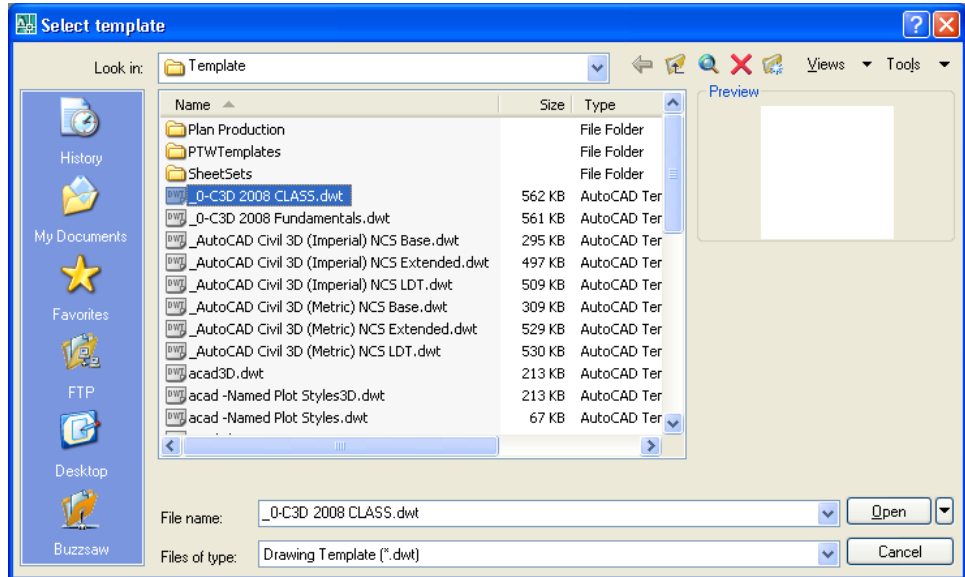 Select template
Look in: Template Views Tools
Name Size Type Preview
Plan Production File Folder
PTWTemplates File Folder
SheetSets File Folder
_0-C3D 2008 CLASS.dwt 562 KB AutoCAD Ter
_0-C3D 2008 Fundamentals.dwt 561 KB AutoCAD Ter
_AutoCAD Civil 3D (Imperial) NCS Base.dwt 295 KB AutoCAD Ter
_AutoCAD Civil 3D (Imperial) NCS Extended.dwt 497 KB AutoCAD Ter
_AutoCAD Civil 3D (Imperial) NCS LDT.dwt 509 KB AutoCAD Ter
_AutoCAD Civil 3D (Metric) NCS Base.dwt 309 KB AutoCAD Ter
_AutoCAD Civil 3D (Metric) NCS Extended.dwt 529 KB AutoCAD Ter
_AutoCAD Civil 3D (Metric) NCS LDT.dwt 530 KB AutoCAD Ter
acad3D.dwt 213 KB AutoCAD Ter
acad -Named Plot Styles3D.dwt 213 KB AutoCAD Ter
acad -Named Plot Styles.dwt 67 KB AutoCAD Ter
History
My Documents
Favorites
FTP
Desktop
Buzzsaw
File name: _0-C3D 2008 CLASS.dwt Open
Files of type: Drawing Template (*.dwt) Cancel